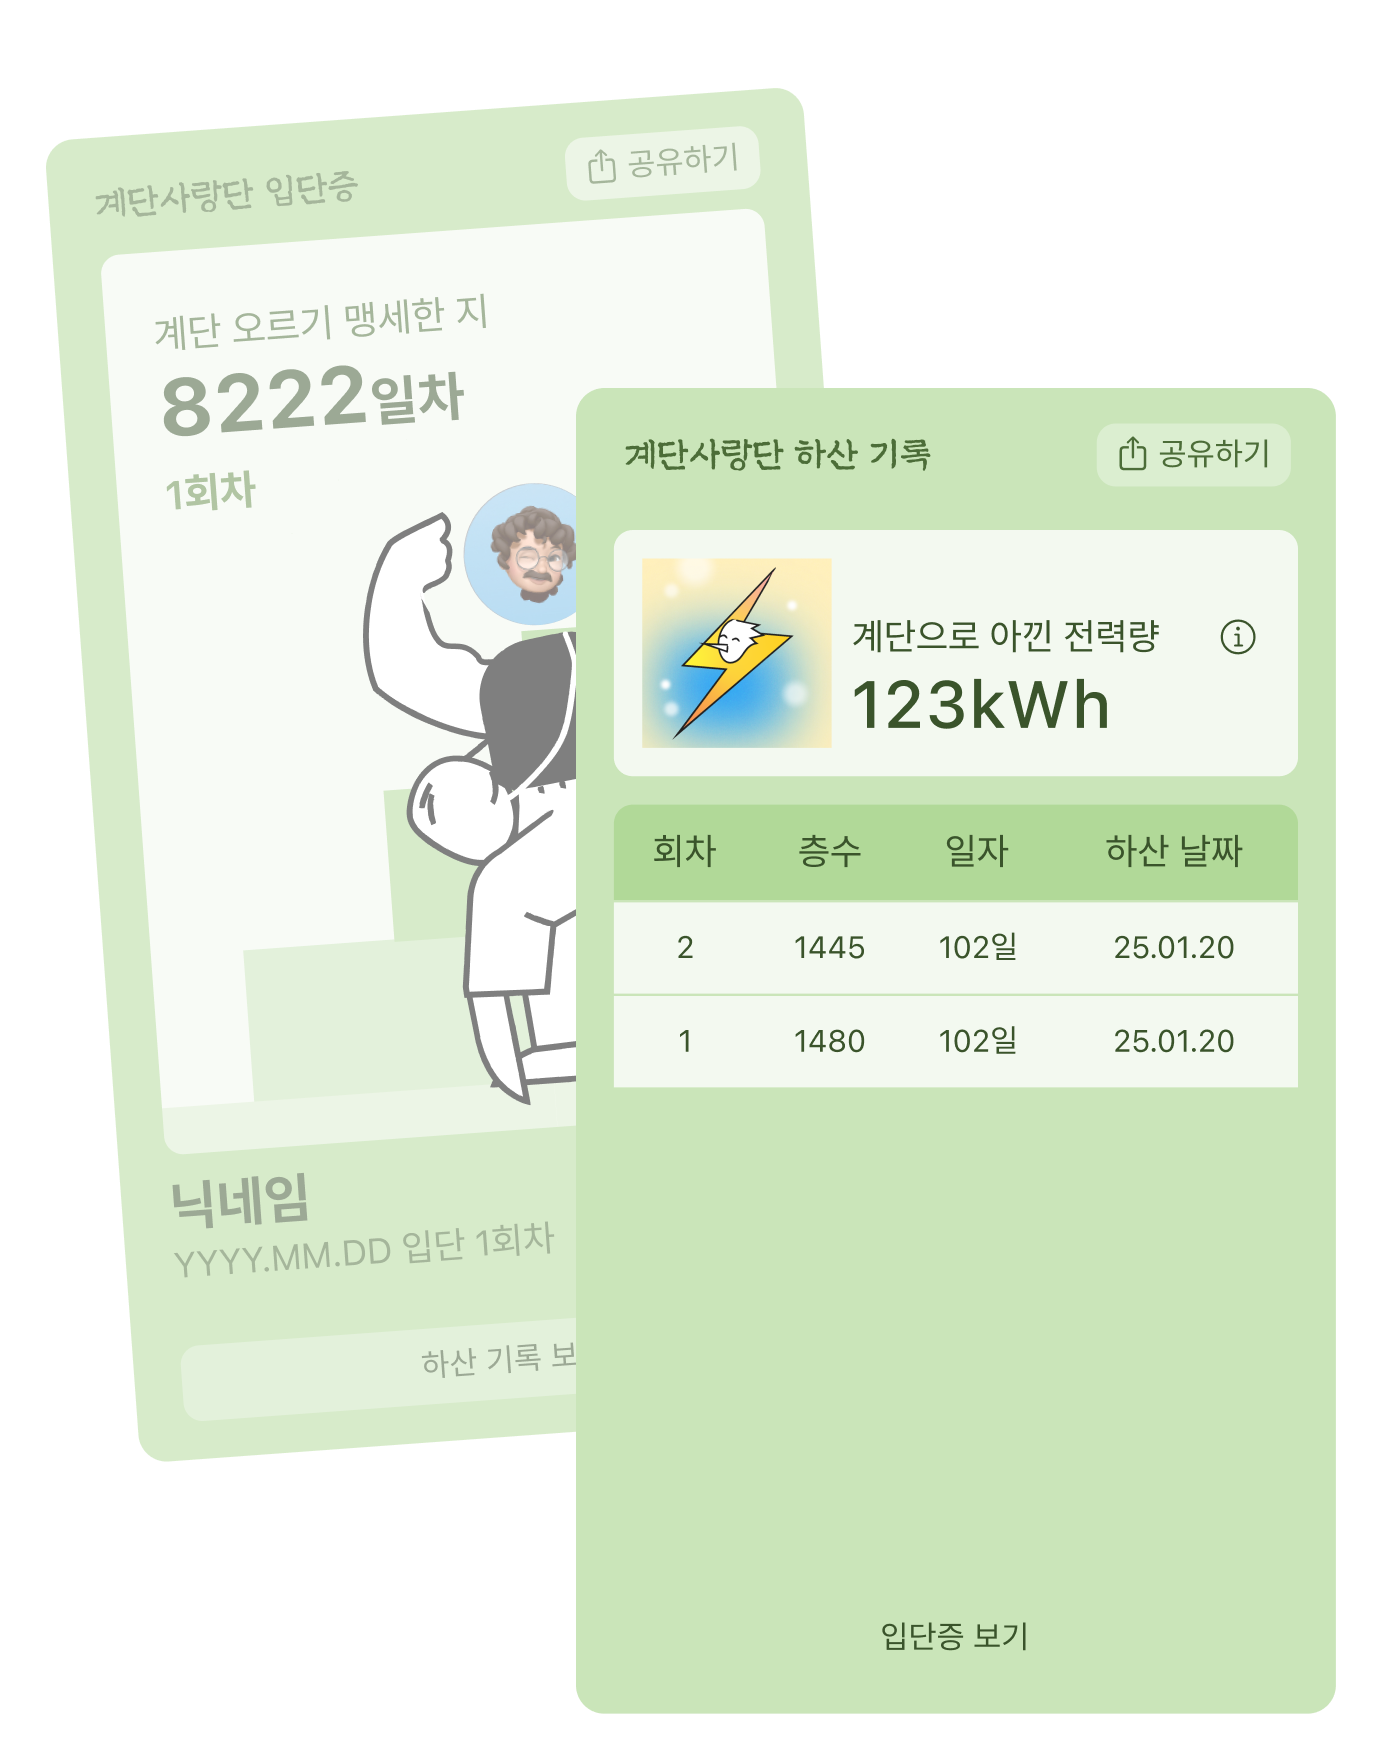 계단사랑단 입단증
공유하기
계단 오르기 맹세한 지
8222일차
1회차
닉네임
YYYY.MM.DD 입단 1회차
하산 기록
계단사랑단 하산 기록
공유하기
계단으로 아낀 전력량
123kWh
회차 층수 일자 하산 날짜
2 1445 102일 25.01.20
1 1480 102일 25.01.20
입단증 보기